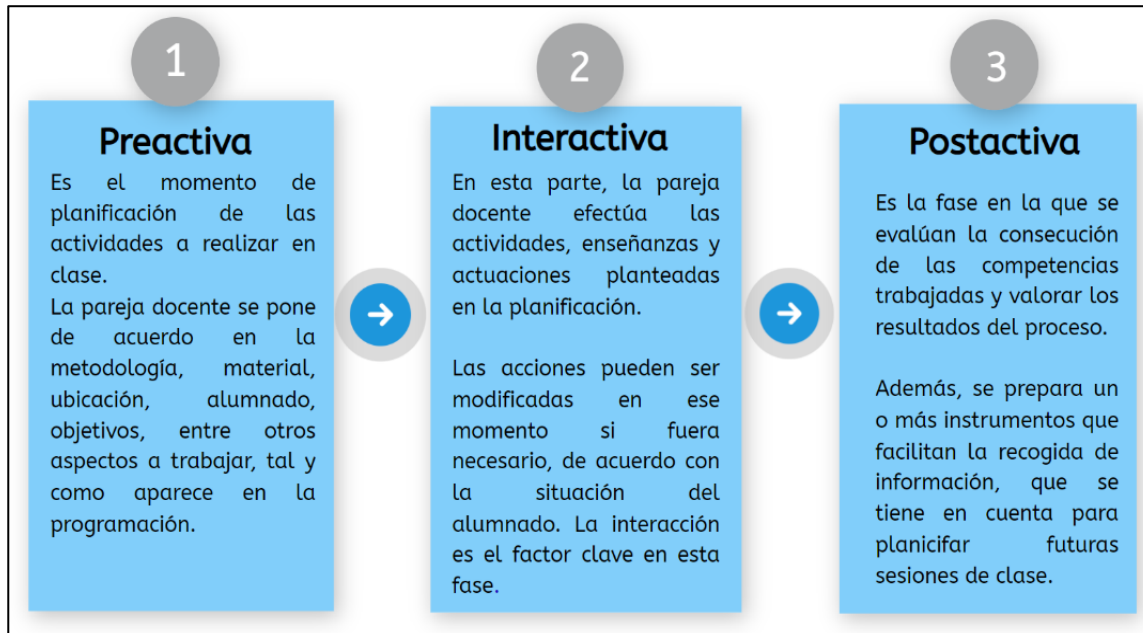 1
Preactiva
Es el momento de
planificación de las
actividades a realizar en
clase.
La pareja docente se pone
de acuerdo en la
metodología, material,
ubicación, alumnado,
objetivos, entre otros
aspectos a trabajar, tal y
como aparece en la
programación.
2
Interactiva
En esta parte, la pareja
docente efectúa las
actividades, enseñanzas y
actuaciones planteadas
en la planificación.
Las acciones pueden ser
modificadas en ese
momento si fuera
necesario, de acuerdo con
la situación del
alumnado. La interacción
es el factor clave en esta
fase.
3
Postactiva
Es la fase en la que se
evalúan la consecución
de las competencias
trabajadas y valorar los
resultados del proceso.
Además, se prepara un
o más instrumentos que
facilitan la recogida de
información, que se
tiene en cuenta para
planicifar futuras
sesiones de clase.